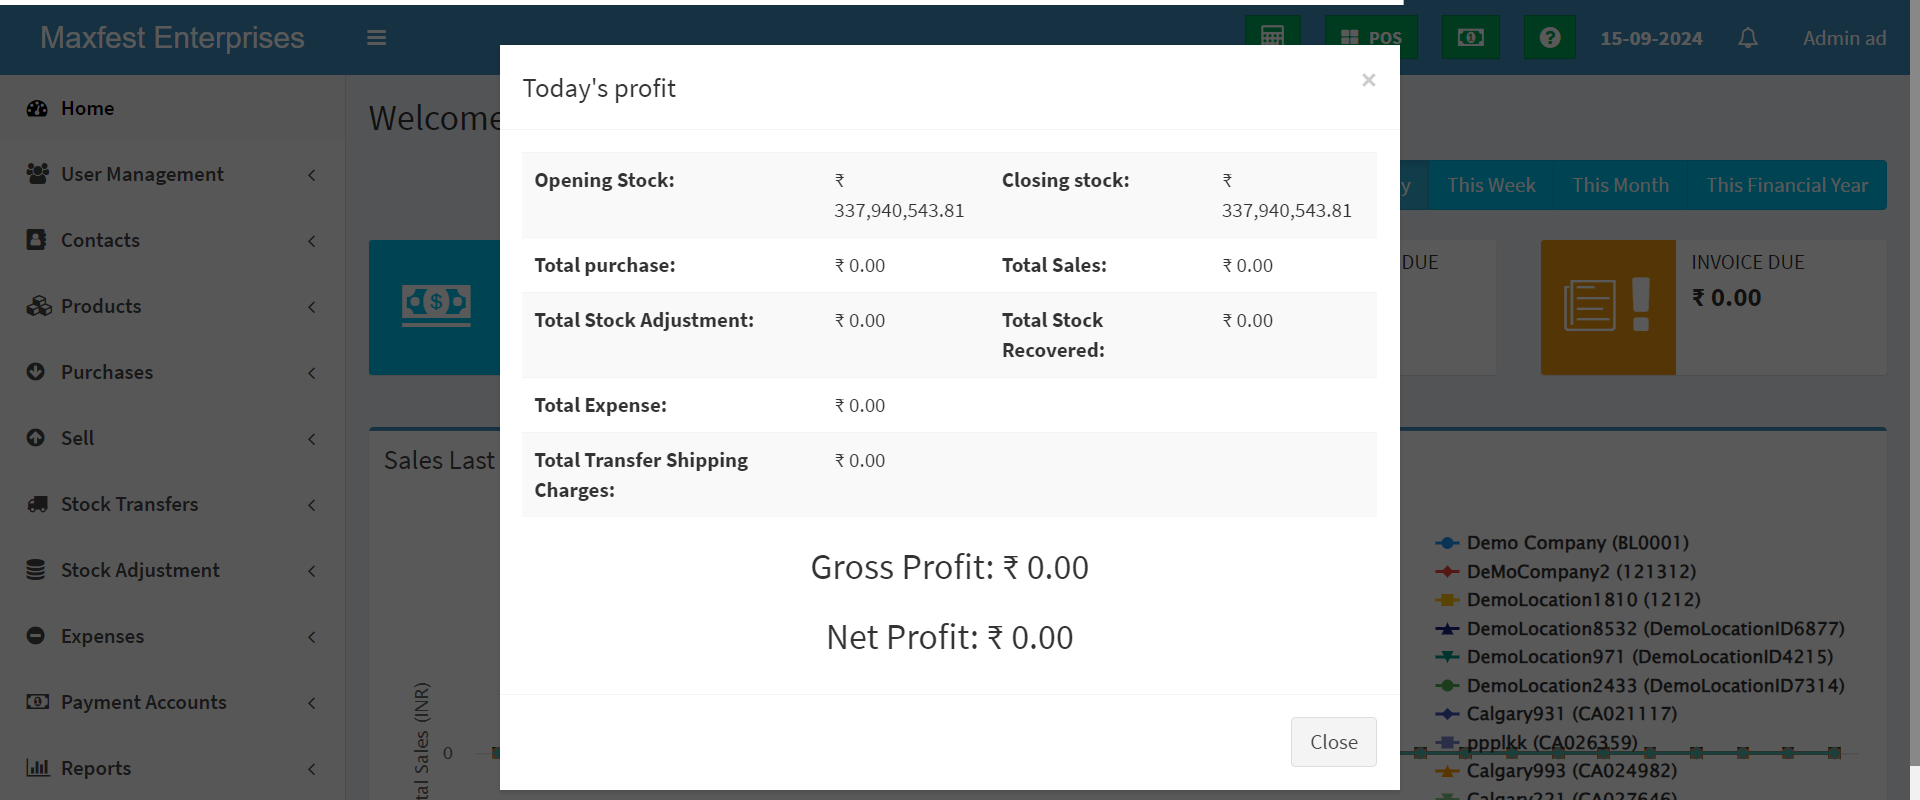 Maxfest Enterprises
POS
15-09-2024
Admin ad
Home
User Management
Contacts
Products
Purchases
Sell
Stock Transfers
Stock Adjustment
Expenses
Payment Accounts
Reports
Welcome
This Week
This Month
This Financial Year
DUE
INVOICE DUE
₹ 0.00
Sales Last
Today's profit
×
Opening Stock: ₹ 337,940,543.81 Closing stock: ₹ 337,940,543.81
Total purchase: ₹ 0.00 Total Sales: ₹ 0.00
Total Stock Adjustment: ₹ 0.00 Total Stock Recovered: ₹ 0.00
Total Expense: ₹ 0.00
Total Transfer Shipping Charges: ₹ 0.00
Gross Profit: ₹ 0.00
Net Profit: ₹ 0.00
Close
(INR)
Sales
0
Demo Company (BL0001)
DeMoCompany2 (121312)
DemoLocation1810 (1212)
DemoLocation8532 (DemoLocationID6877)
DemoLocation971 (DemoLocationID4215)
DemoLocation2433 (DemoLocationID7314)
Calgary931 (CA021117)
ppplkk (CA026359)
Calgary993 (CA024982)
Calgary221 (CA027646)